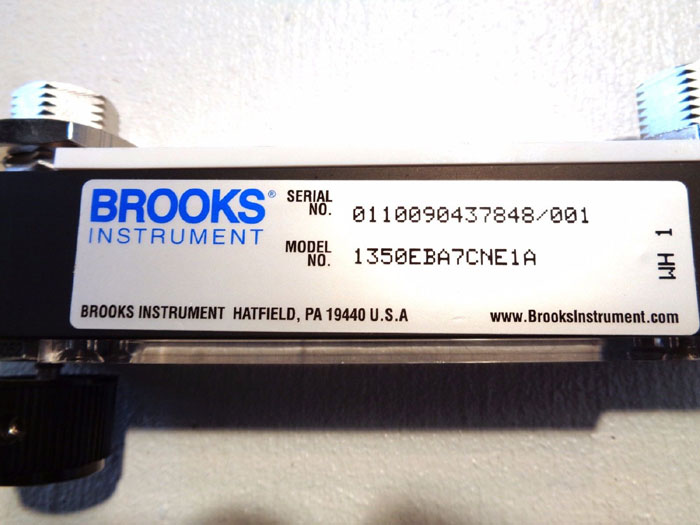 BROOKS®
INSTRUMENT
SERIAL
NO.
0110090437848/001
MODEL
NO.
1350EBA7CNE1A
WH 1
BROOKS INSTRUMENT HATFIELD, PA 19440 U.S.A
www.BrooksInstrument.com